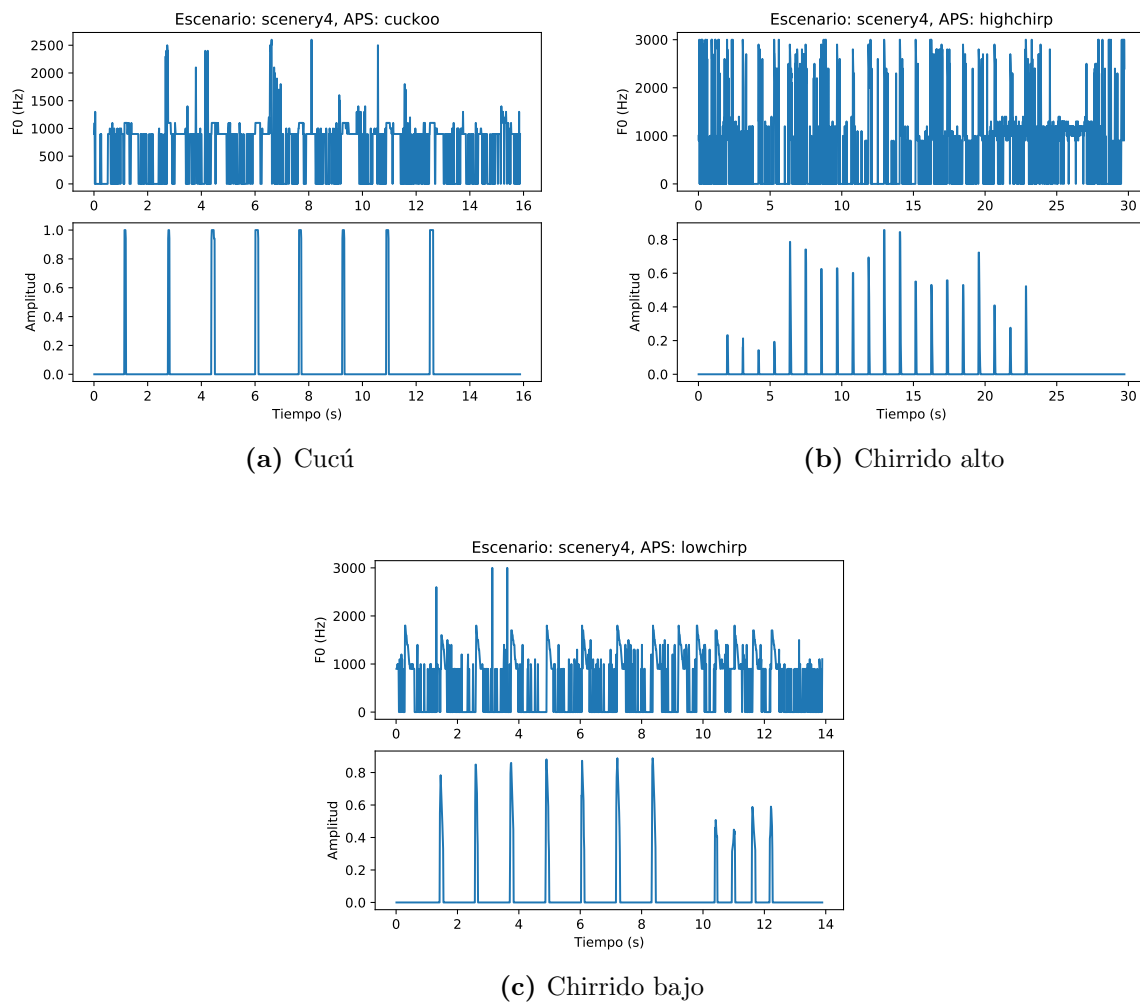 Escenario: scenery4, APS: cuckoo
F0 (Hz)
2500
2000
1500
1000
500
0
0 2 4 6 8 10 12 14 16
Amplitud
1.0
0.8
0.6
0.4
0.2
0.0
0 2 4 6 8 10 12 14 16
Tiempo (s)
(a) Cucú
Escenario: scenery4, APS: highchirp
F0 (Hz)
3000
2000
1000
0
0 5 10 15 20 25 30
Amplitud
0.8
0.6
0.4
0.2
0.0
0 5 10 15 20 25 30
Tiempo (s)
(b) Chirrido alto
Escenario: scenery4, APS: lowchirp
F0 (Hz)
3000
2000
1000
0
0 2 4 6 8 10 12 14
Amplitud
0.8
0.6
0.4
0.2
0.0
0 2 4 6 8 10 12 14
Tiempo (s)
(c) Chirrido bajo